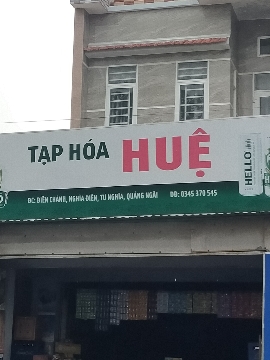 TẠP HÓA HUỆ
ĐC: ĐIỀN CHÁNH, NGHĨA ĐIỀN, TƯ NGHĨA, QUẢNG NGÃI ĐĐ: 0345 370 545
HELLO